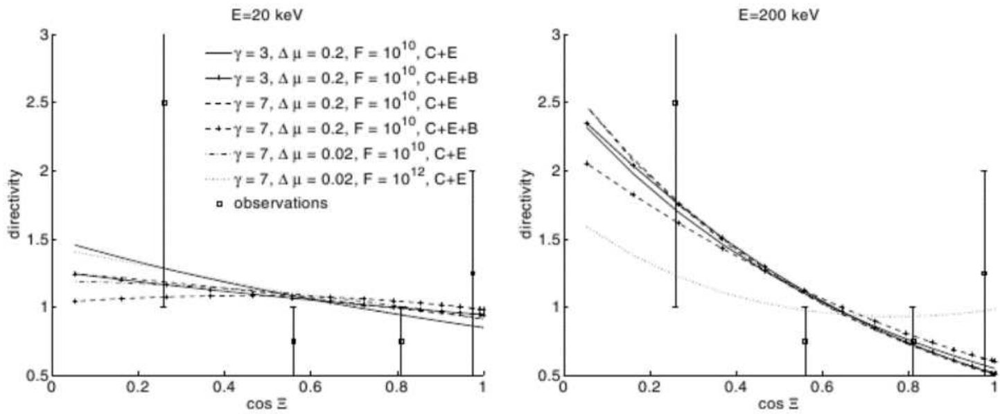 E=20 keV
3
2.5
2
1.5
1
0.5
0
0.2
0.4
0.6
0.8
1
directivity
cos Ξ
γ = 3, Δ μ = 0.2, F = 10^10, C+E
γ = 3, Δ μ = 0.2, F = 10^10, C+E+B
γ = 7, Δ μ = 0.2, F = 10^10, C+E
γ = 7, Δ μ = 0.2, F = 10^10, C+E+B
γ = 7, Δ μ = 0.02, F = 10^10, C+E
γ = 7, Δ μ = 0.02, F = 10^12, C+E
observations
E=200 keV
3
2.5
2
1.5
1
0.5
0
0.2
0.4
0.6
0.8
1
directivity
cos Ξ